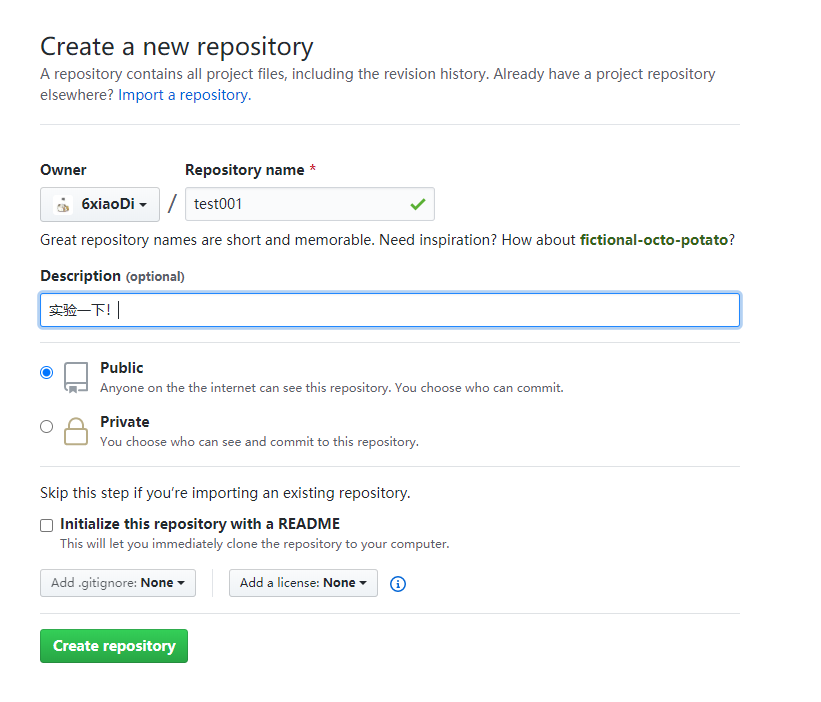 Create a new repository
A repository contains all project files, including the revision history. Already have a project repository
elsewhere? Import a repository.
Owner
Repository name *
6xiaoDi / test001
Great repository names are short and memorable. Need inspiration? How about fictional-octo-potato?
Description (optional)
实验一下!
Public
Anyone on the the internet can see this repository. You choose who can commit.
Private
You choose who can see and commit to this repository.
Skip this step if you're importing an existing repository.
Initialize this repository with a README
This will let you immediately clone the repository to your computer.
Add .gitignore: None
Add a license: None
Create repository